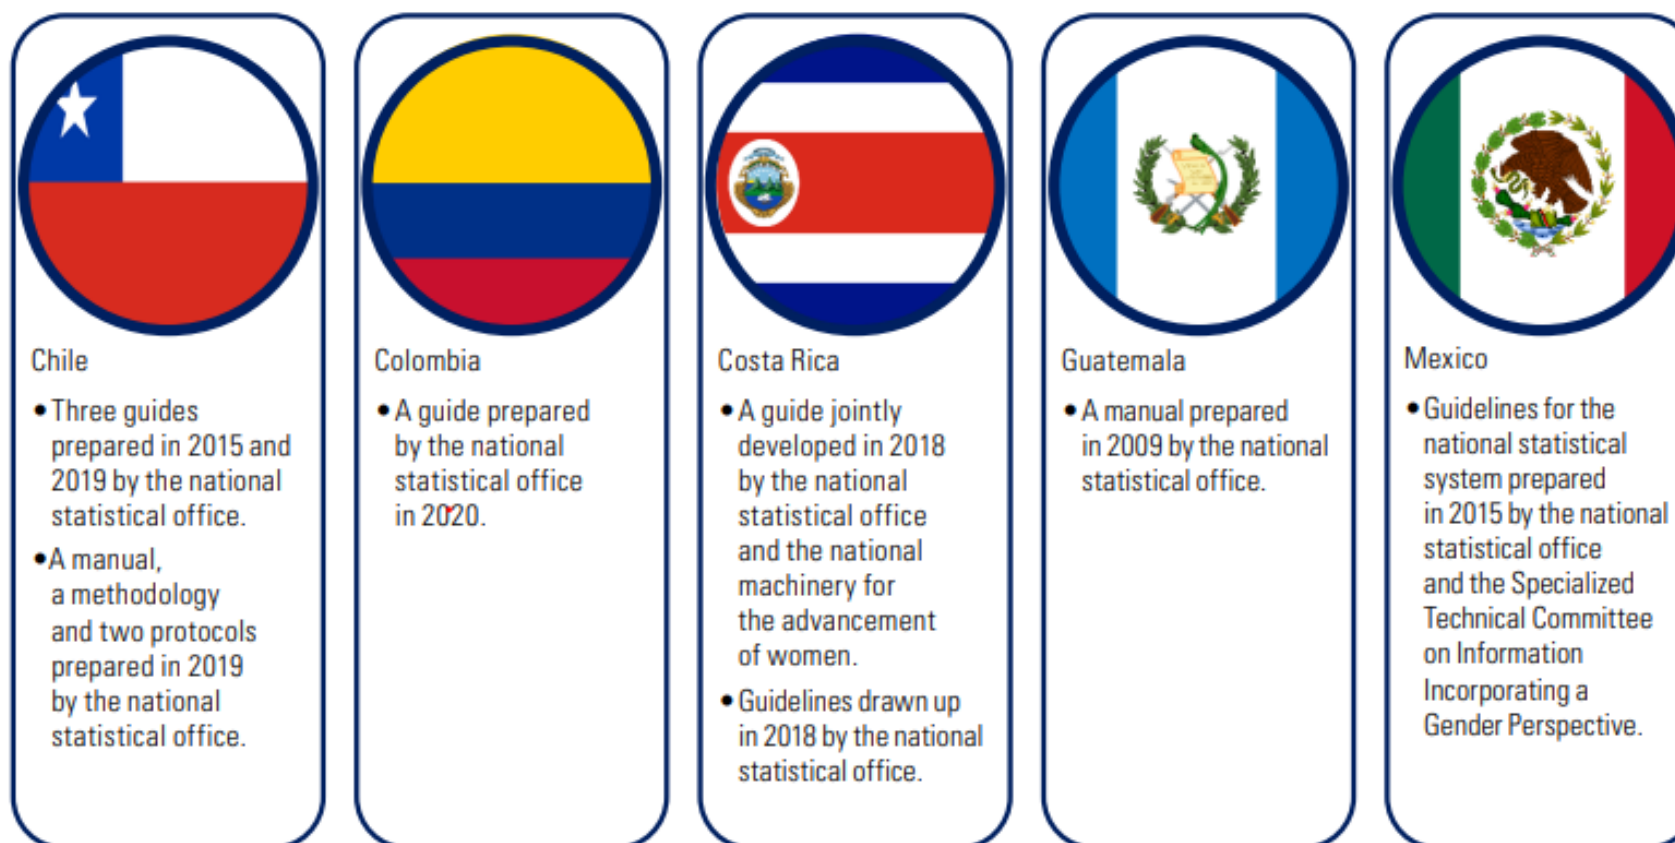 Chile
•Three guides
prepared in 2015 and
2019 by the national
statistical office.
•A manual,
a methodology
and two protocols
prepared in 2019
by the national
statistical office.
Colombia
•A guide prepared
by the national
statistical office
in 2020.
Costa Rica
•A guide jointly
developed in 2018
by the national
statistical office
and the national
machinery for
the advancement
of women.
•Guidelines drawn up
in 2018 by the national
statistical office.
Guatemala
•A manual prepared
in 2009 by the national
statistical office.
Mexico
•Guidelines for the
national statistical
system prepared
in 2015 by the national
statistical office
and the Specialized
Technical Committee
on Information
Incorporating a
Gender Perspective.